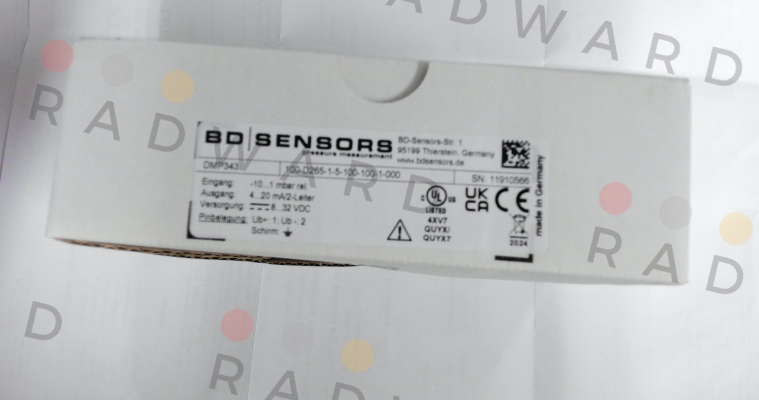 RADWARD
RADWARD
BD SENSORS
pressure measurement
BD-Sensors-Str. 1
95199 Thierstein, Germany
www.bdsensors.de
DMP343
100-D265-1-5-100-100-1-000
SN: 11910566
Eingang: -10...1 mbar rel.
Ausgang: 4...20 mA/2-Leiter
Versorgung: 8...32 VDC
Pinbelegung: Ub+: 1; Ub-: 2
Schirm:
C UL US
LISTED
4XV7
QUYX/
QUYX7
UK
CA
CE
2024
made in Germany
RAD
D
RADWARD